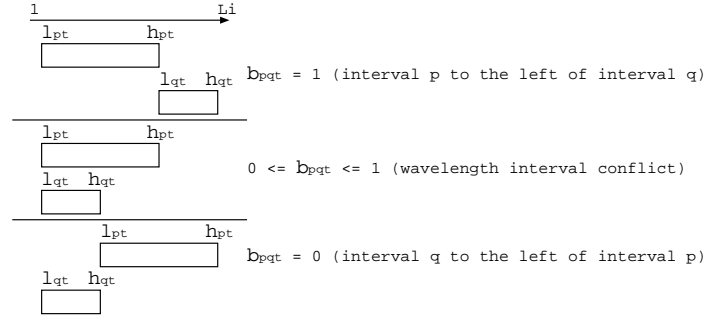 1 Li
lpt hpt
lqt hqt
bpqt = 1 (interval p to the left of interval q)
lpt hpt
0 <= bpqt <= 1 (wavelength interval conflict)
lqt hqt
lpt hpt
bpqt = 0 (interval q to the left of interval p)
lqt hqt